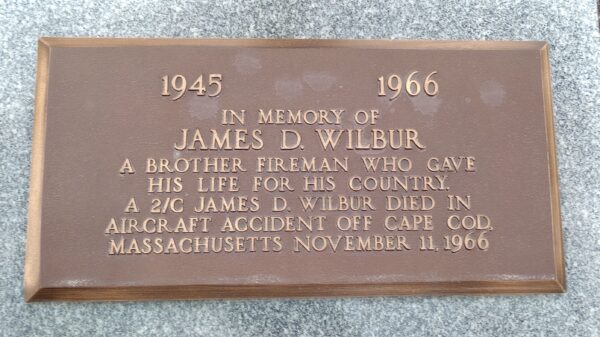 1945 1966
IN MEMORY OF
JAMES D. WILBUR
A BROTHER FIREMAN WHO GAVE
HIS LIFE FOR HIS COUNTRY.
A 2/C JAMES D. WILBUR DIED IN
AIRCRAFT ACCIDENT OFF CAPE COD,
MASSACHUSETTS NOVEMBER 11, 1966